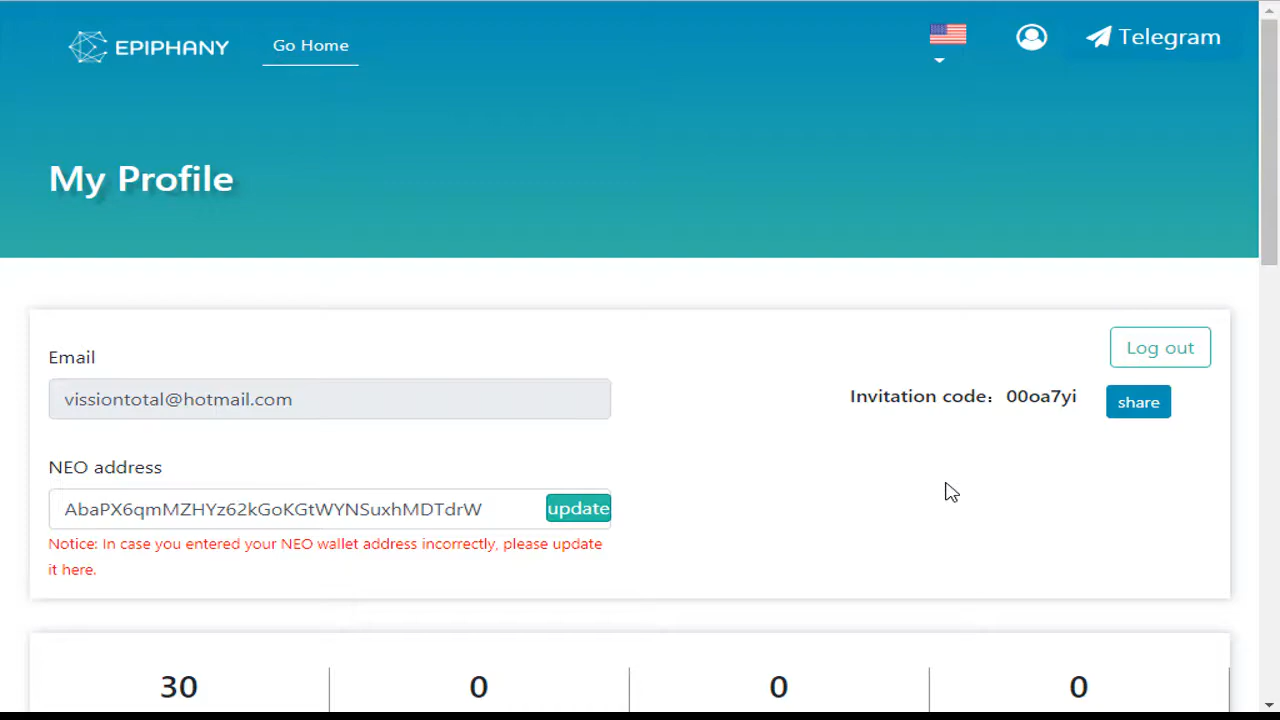 EPIPHANY
Go Home
Telegram
My Profile
Log out
Email
vissiontotal@hotmail.com
Invitation code: 00oa7yi
share
NEO address
AbaPX6qmMZHYz62kGoKGtWYNSuxhMDTdrW
update
Notice: In case you entered your NEO wallet address incorrectly, please update
it here.
30
0
0
0